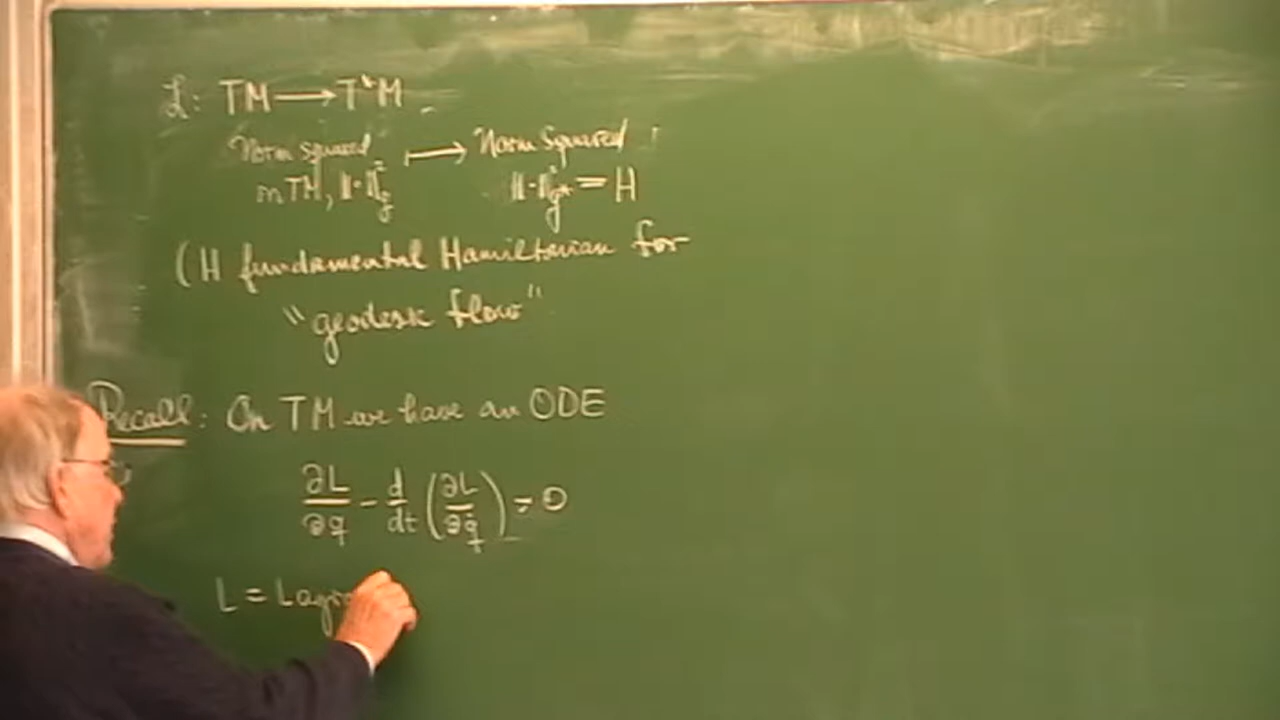 ℒ: TM → T*M.
Norm squared ↦ Norm Squared
on TM, ‖·‖²_g ‖·‖²_g* = H
(H fundamental Hamiltonian for
"geodesic flow"
Recall: On TM we have an ODE
∂L/∂q - d/dt (∂L/∂q̇) = 0
L = Lagr